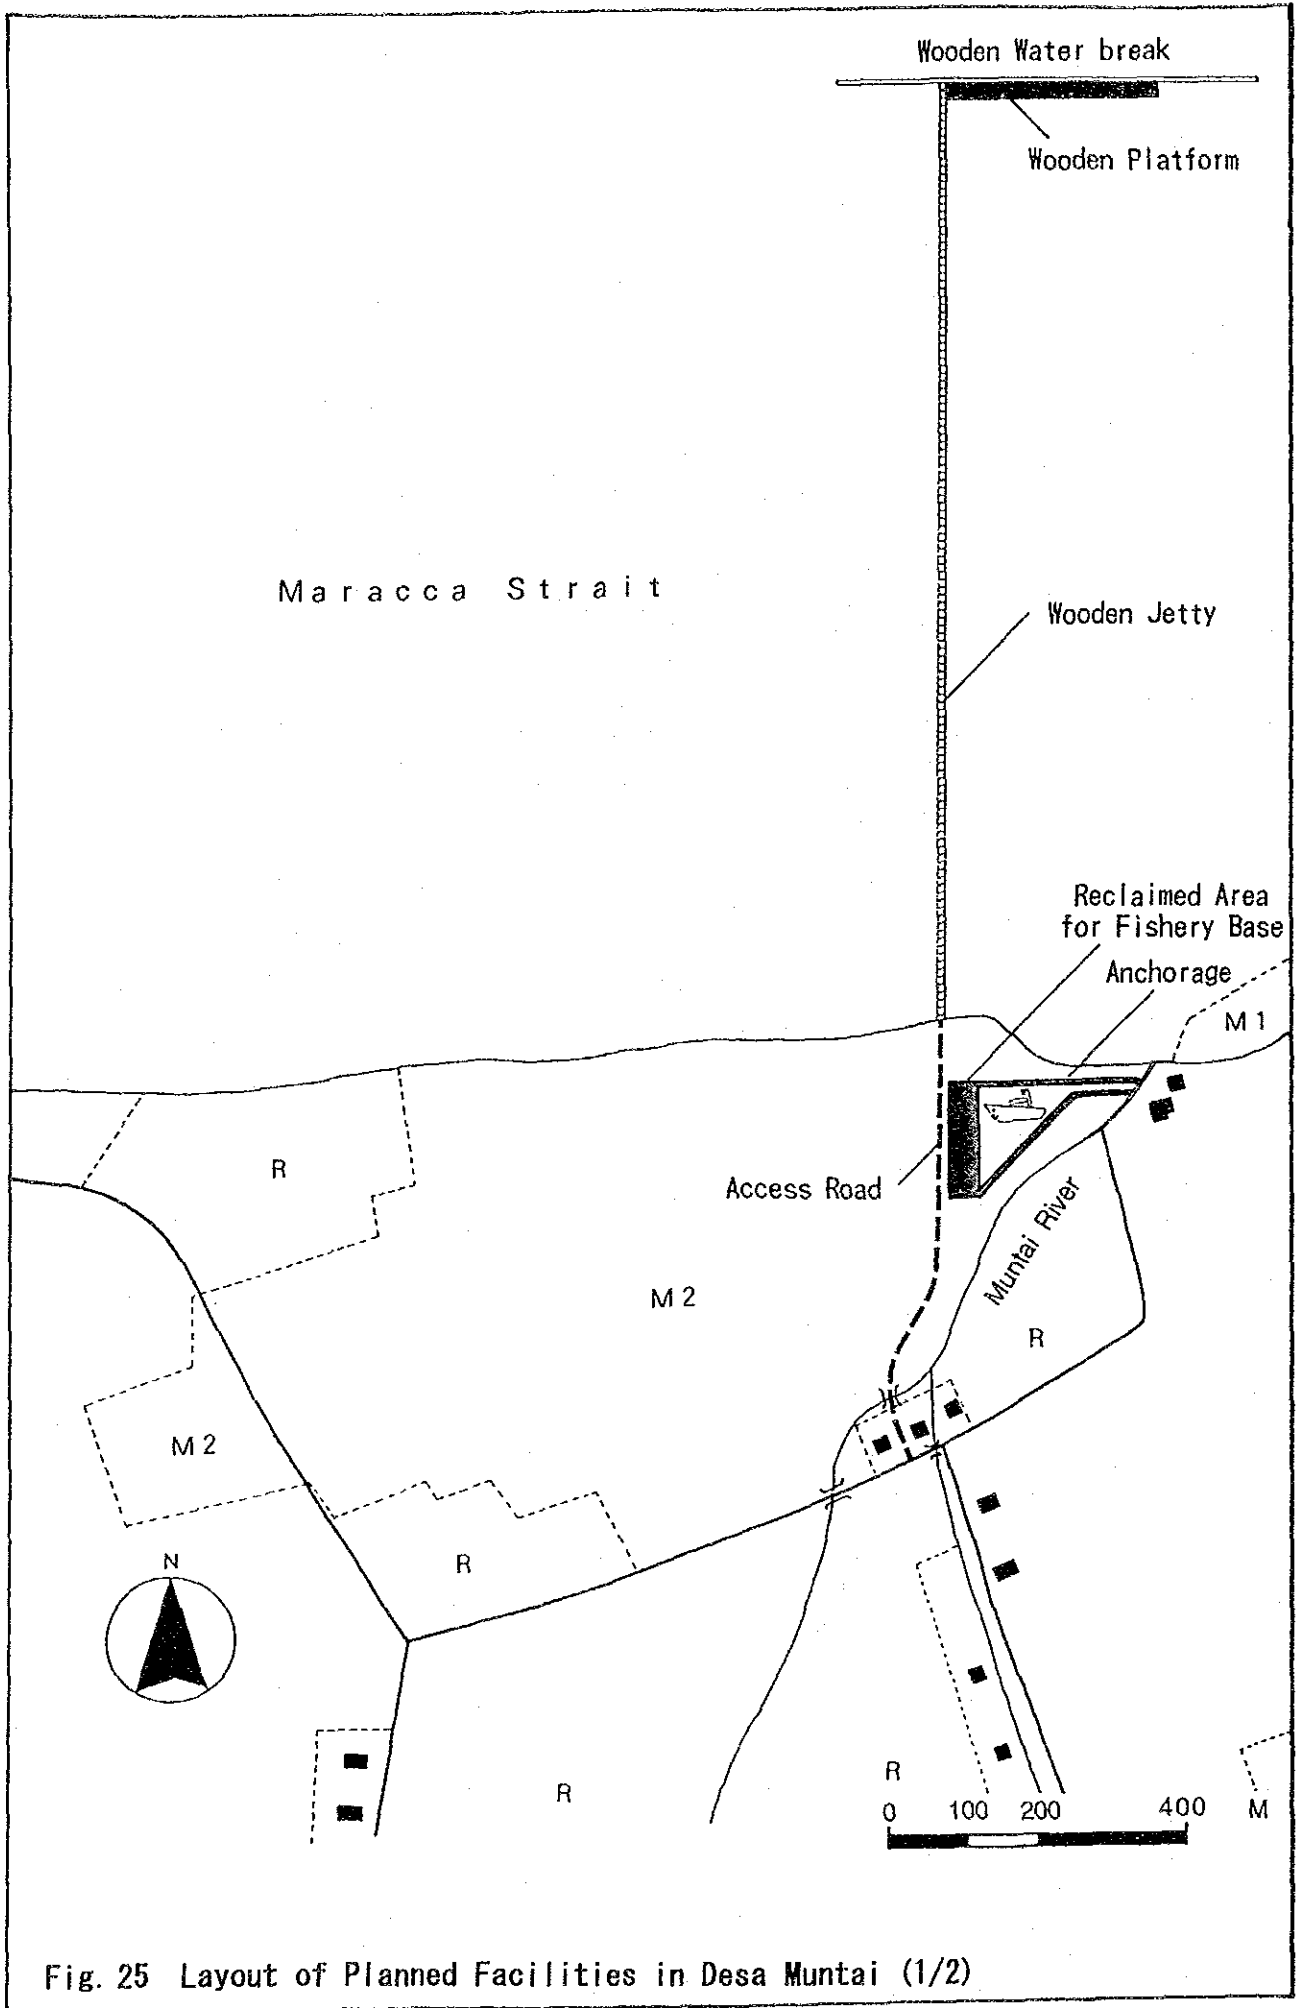 Wooden Water break
Wooden Platform
Maracca Strait
Wooden Jetty
Reclaimed Area
for Fishery Base
Anchorage
M1
R
Access Road
Muntai River
M2
R
M2
R
N
R
R
0 100 200 400 M
Fig. 25 Layout of Planned Facilities in Desa Muntai (1/2)